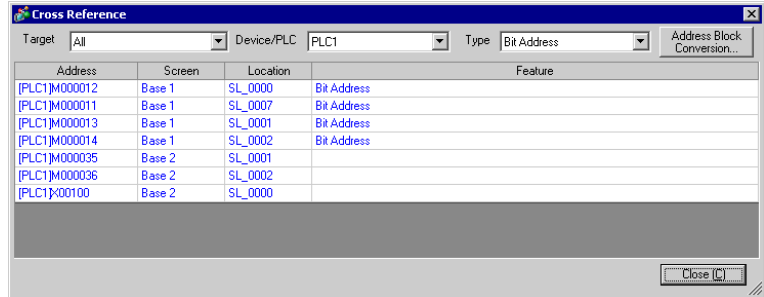 Cross Reference
Target All Device/PLC PLC1 Type Bit Address Address Block Conversion...
Address Screen Location Feature
[PLC1]M000012 Base 1 SL_0000 Bit Address
[PLC1]M000011 Base 1 SL_0007 Bit Address
[PLC1]M000013 Base 1 SL_0001 Bit Address
[PLC1]M000014 Base 1 SL_0002 Bit Address
[PLC1]M000035 Base 2 SL_0001
[PLC1]M000036 Base 2 SL_0002
[PLC1]X00100 Base 2 SL_0000
Close (C)